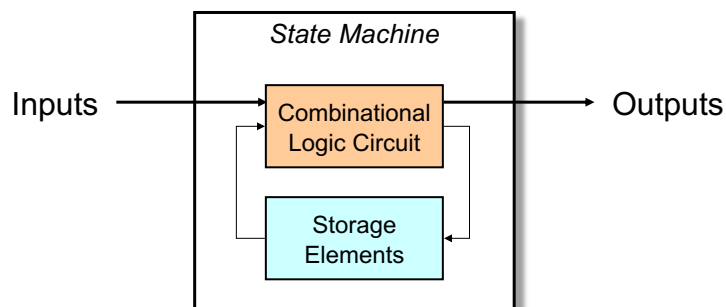 State Machine
Inputs
Combinational
Logic Circuit
Outputs
Storage
Elements